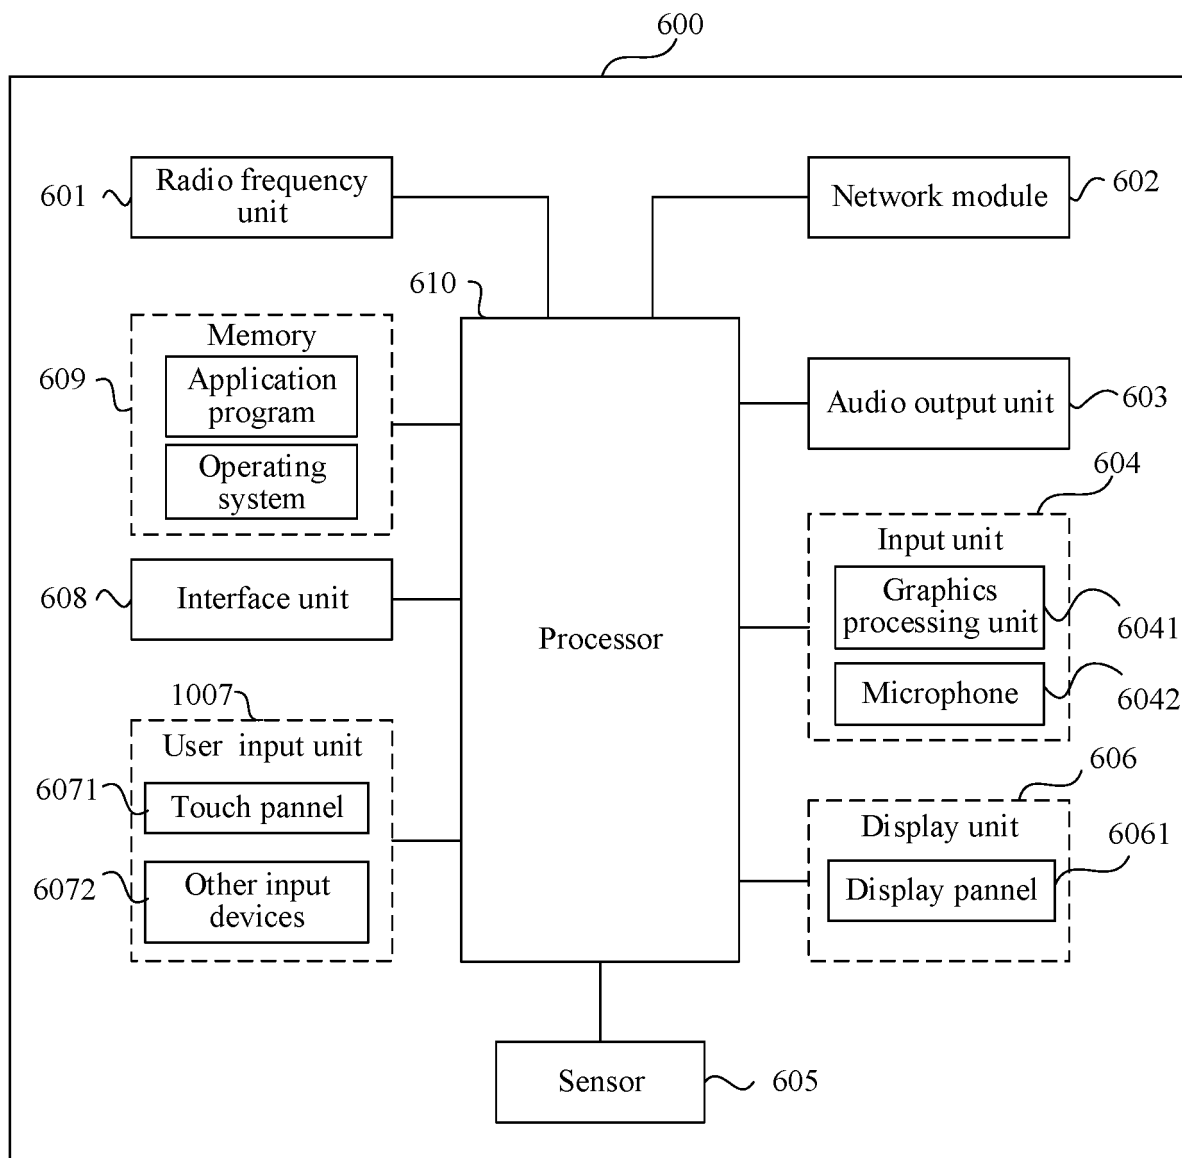 600
601
Radio frequency
unit
Network module
602
610
609
Memory
Application
program
Operating
system
Audio output unit
603
604
Input unit
Graphics
processing unit
6041
Microphone
6042
608
Interface unit
Processor
1007
User input unit
6071
Touch pannel
6072
Other input
devices
606
Display unit
6061
Display pannel
Sensor
605